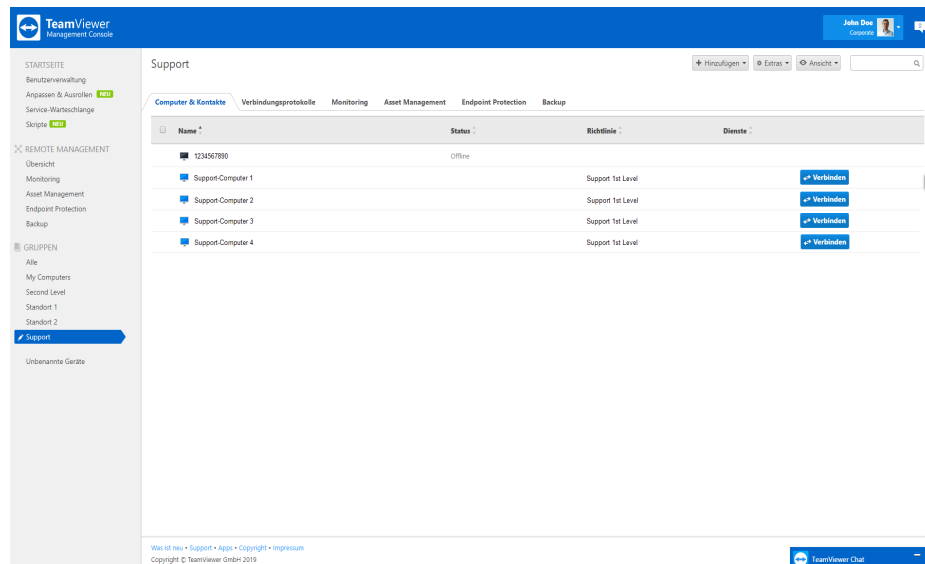 TeamViewer
Management Console
John Doe
Corporate
STARTSEITE
Benutzerverwaltung
Anpassen & Ausrollen NEU
Service-Warteschlange
Skripte NEU
REMOTE MANAGEMENT
Übersicht
Monitoring
Asset Management
Endpoint Protection
Backup
GRUPPEN
Alle
My Computers
Second Level
Standort 1
Standort 2
Support
Unbenannte Geräte
Support
Hinzufügen Extras Ansicht
Computer & Kontakte Verbindungsprotokolle Monitoring Asset Management Endpoint Protection Backup
Name Status Richtlinie Dienste
1234567890 Offline
Support-Computer 1 Support 1st Level Verbinden
Support-Computer 2 Support 1st Level Verbinden
Support-Computer 3 Support 1st Level Verbinden
Support-Computer 4 Support 1st Level Verbinden
Was ist neu • Support • Apps • Copyright • Impressum
Copyright © TeamViewer GmbH 2019
TeamViewer Chat